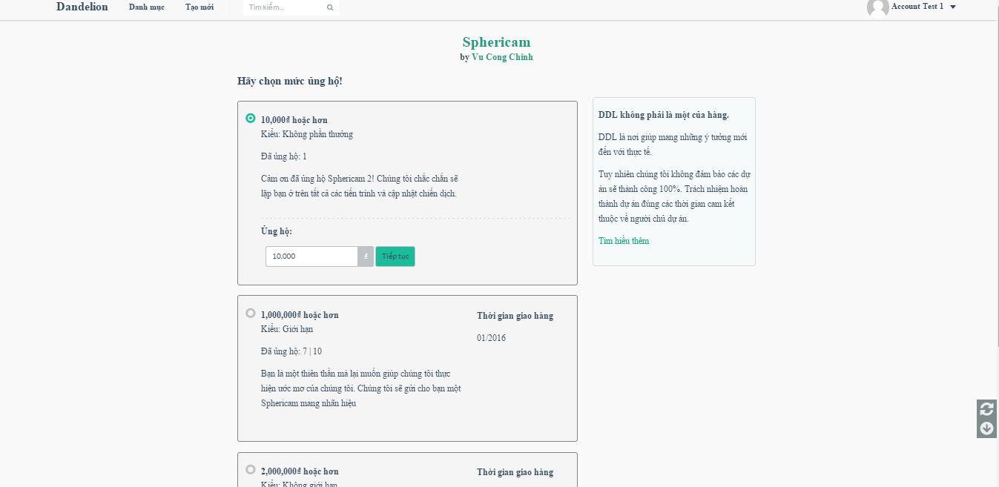 Dandelion Danh mục Tạo mới Tìm kiếm... Account Test 1
Sphericam
by Vu Cong Chinh
Hãy chọn mức ủng hộ!
10,000₫ hoặc hơn
Kiểu: Không phần thưởng
Đã ủng hộ: 1
Cảm ơn đã ủng hộ Sphericam 2! Chúng tôi chắc chắn sẽ
lặp bạn ở trên tất cả các tiến trình và cập nhật chiến dịch.
Ủng hộ:
10,000 ₫ Tiếp tục
1,000,000₫ hoặc hơn
Kiểu: Giới hạn
Đã ủng hộ: 7 | 10
Bạn là một thiên thần mà lại muốn giúp chúng tôi thực
hiện ước mơ của chúng tôi. Chúng tôi sẽ gửi cho bạn một
Sphericam mang nhãn hiệu
Thời gian giao hàng
01/2016
2,000,000₫ hoặc hơn
Kiểu: Không giới hạn
Thời gian giao hàng
DDL không phải là một cửa hàng.
DDL là nơi giúp mang những ý tưởng mới
đến với thực tế.
Tuy nhiên chúng tôi không đảm bảo các dự
án sẽ thành công 100%. Trách nhiệm hoàn
thành dự án đúng các thời gian cam kết
thuộc về người chủ dự án.
Tìm hiểu thêm